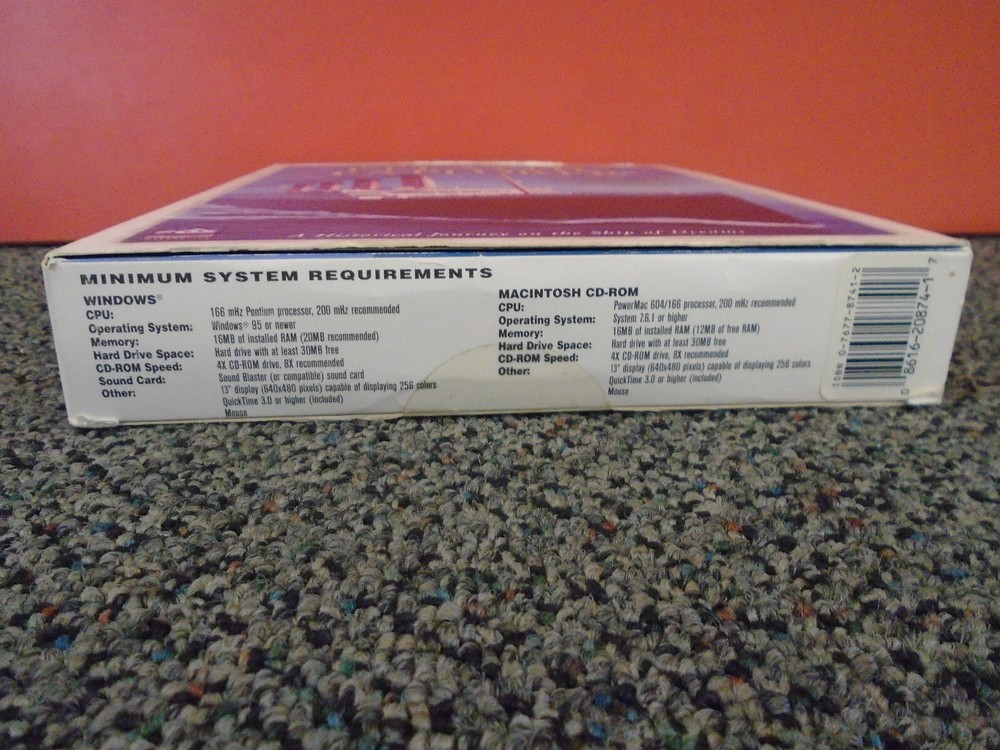 A Historical Journey on the Ship of Dreams
MINIMUM SYSTEM REQUIREMENTS
WINDOWS®
CPU: 166 mHz Pentium processor, 200 mHz recommended
Operating System: Windows® 95 or newer
Memory: 16MB of installed RAM (20MB recommended)
Hard Drive Space: Hard drive with at least 30MB free
CD-ROM Speed: 4X CD-ROM drive, 8X recommended
Sound Card: Sound Blaster (or compatible) sound card
Other: 13" display (640x480 pixels) capable of displaying 256 colors
QuickTime 3.0 or higher (included)
Mouse
MACINTOSH CD-ROM
CPU: PowerMac 604/166 processor, 200 mHz recommended
Operating System: System 7.6.1 or higher
Memory: 16MB of installed RAM (12MB of free RAM)
Hard Drive Space: Hard drive with at least 30MB free
CD-ROM Speed: 4X CD-ROM drive, 8X recommended
Other: 13" display (640x480 pixels) capable of displaying 256 colors
QuickTime 3.0 or higher (included)
Mouse
ISBN 0-7677-8741-2
0 8616-20874-1 7